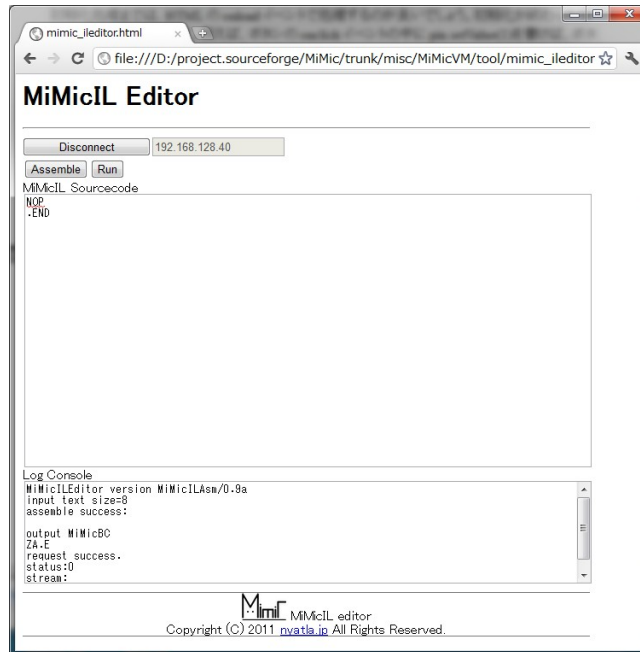 mimic_ileditor.html
file:///D:/project.sourceforge/MiMic/trunk/misc/MiMicVM/tool/mimic_ileditor
MiMicIL Editor
Disconnect 192.168.128.40
Assemble Run
MiMicIL Sourcecode
NOP
.END
Log Console
MiMicILEditor version MiMicILAsm/0.9a
input text size=8
assemble success:
output MiMicBC
ZA.E
request success.
status:0
stream:
MimiC MiMicIL editor
Copyright (C) 2011 nyatla.jp All Rights Reserved.